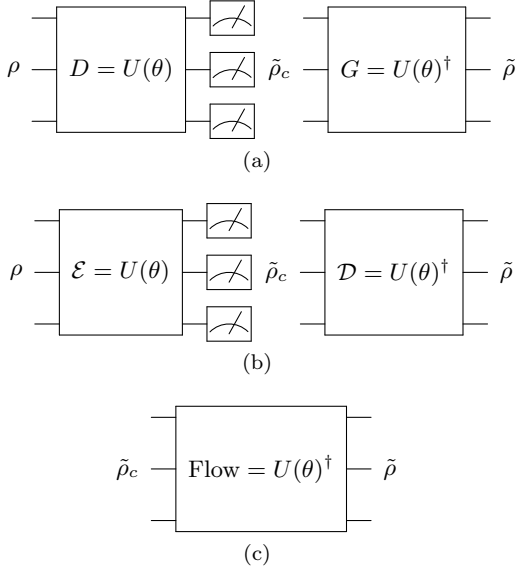 ρ D = U(θ) ρ̃_c G = U(θ)† ρ̃
(a)
ρ ℰ = U(θ) ρ̃_c 𝒟 = U(θ)† ρ̃
(b)
ρ̃_c Flow = U(θ)† ρ̃
(c)